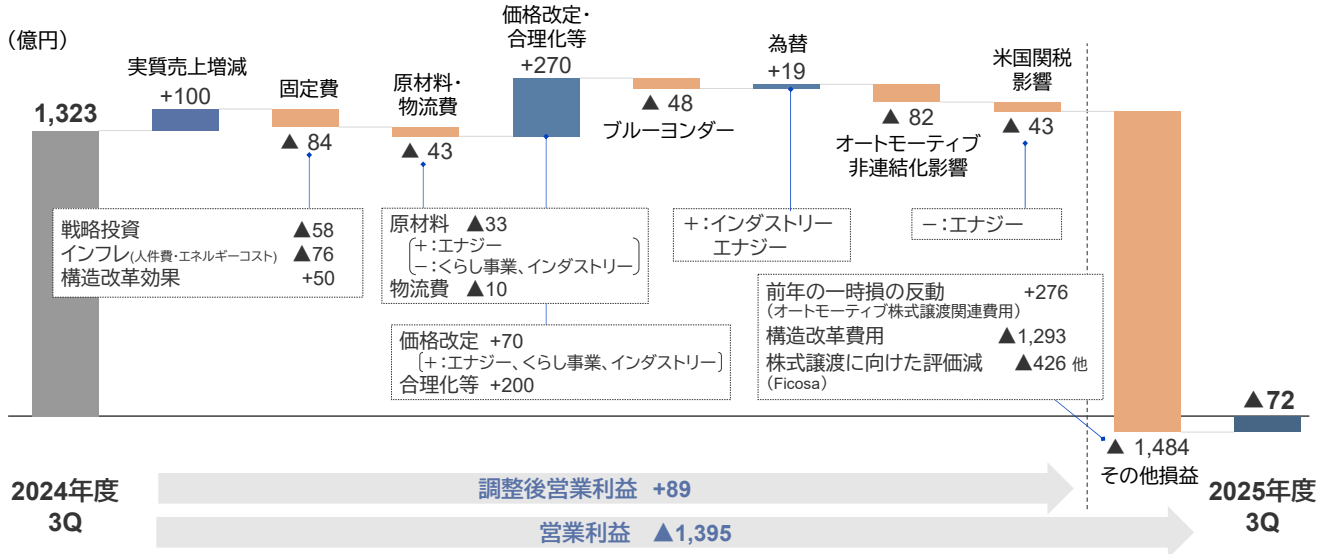 （億円）
1,323
実質売上増減
+100
固定費
▲ 84
原材料・
物流費
▲ 43
価格改定・
合理化等
+270
▲ 48
ブルーヨンダー
為替
+19
▲ 82
オートモーティブ
非連結化影響
米国関税
影響
▲ 43
戦略投資 ▲58
インフレ(人件費・エネルギーコスト) ▲76
構造改革効果 +50
原材料 ▲33
＋：エナジー
－：くらし事業、インダストリー
物流費 ▲10
価格改定 +70
［＋：エナジー、くらし事業、インダストリー］
合理化等 +200
＋：インダストリー
エナジー
－：エナジー
前年の一時損の反動 +276
(オートモーティブ株式譲渡関連費用)
構造改革費用 ▲1,293
株式譲渡に向けた評価減 ▲426 他
(Ficosa)
▲ 1,484
その他損益
▲72
2024年度
3Q
調整後営業利益 +89
営業利益 ▲1,395
2025年度
3Q